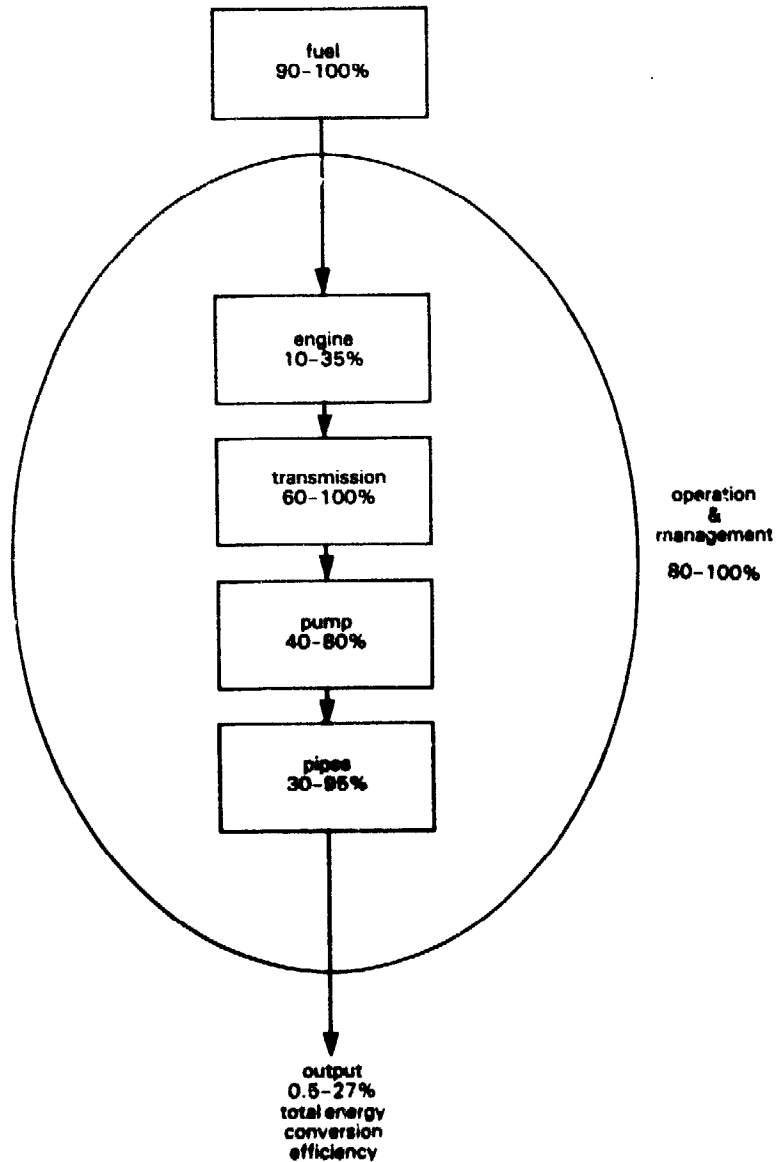 fuel
90-100%
engine
10-35%
transmission
60-100%
pump
40-80%
pipes
30-95%
operation
&
management
80-100%
output
0.5-27%
total energy
conversion
efficiency